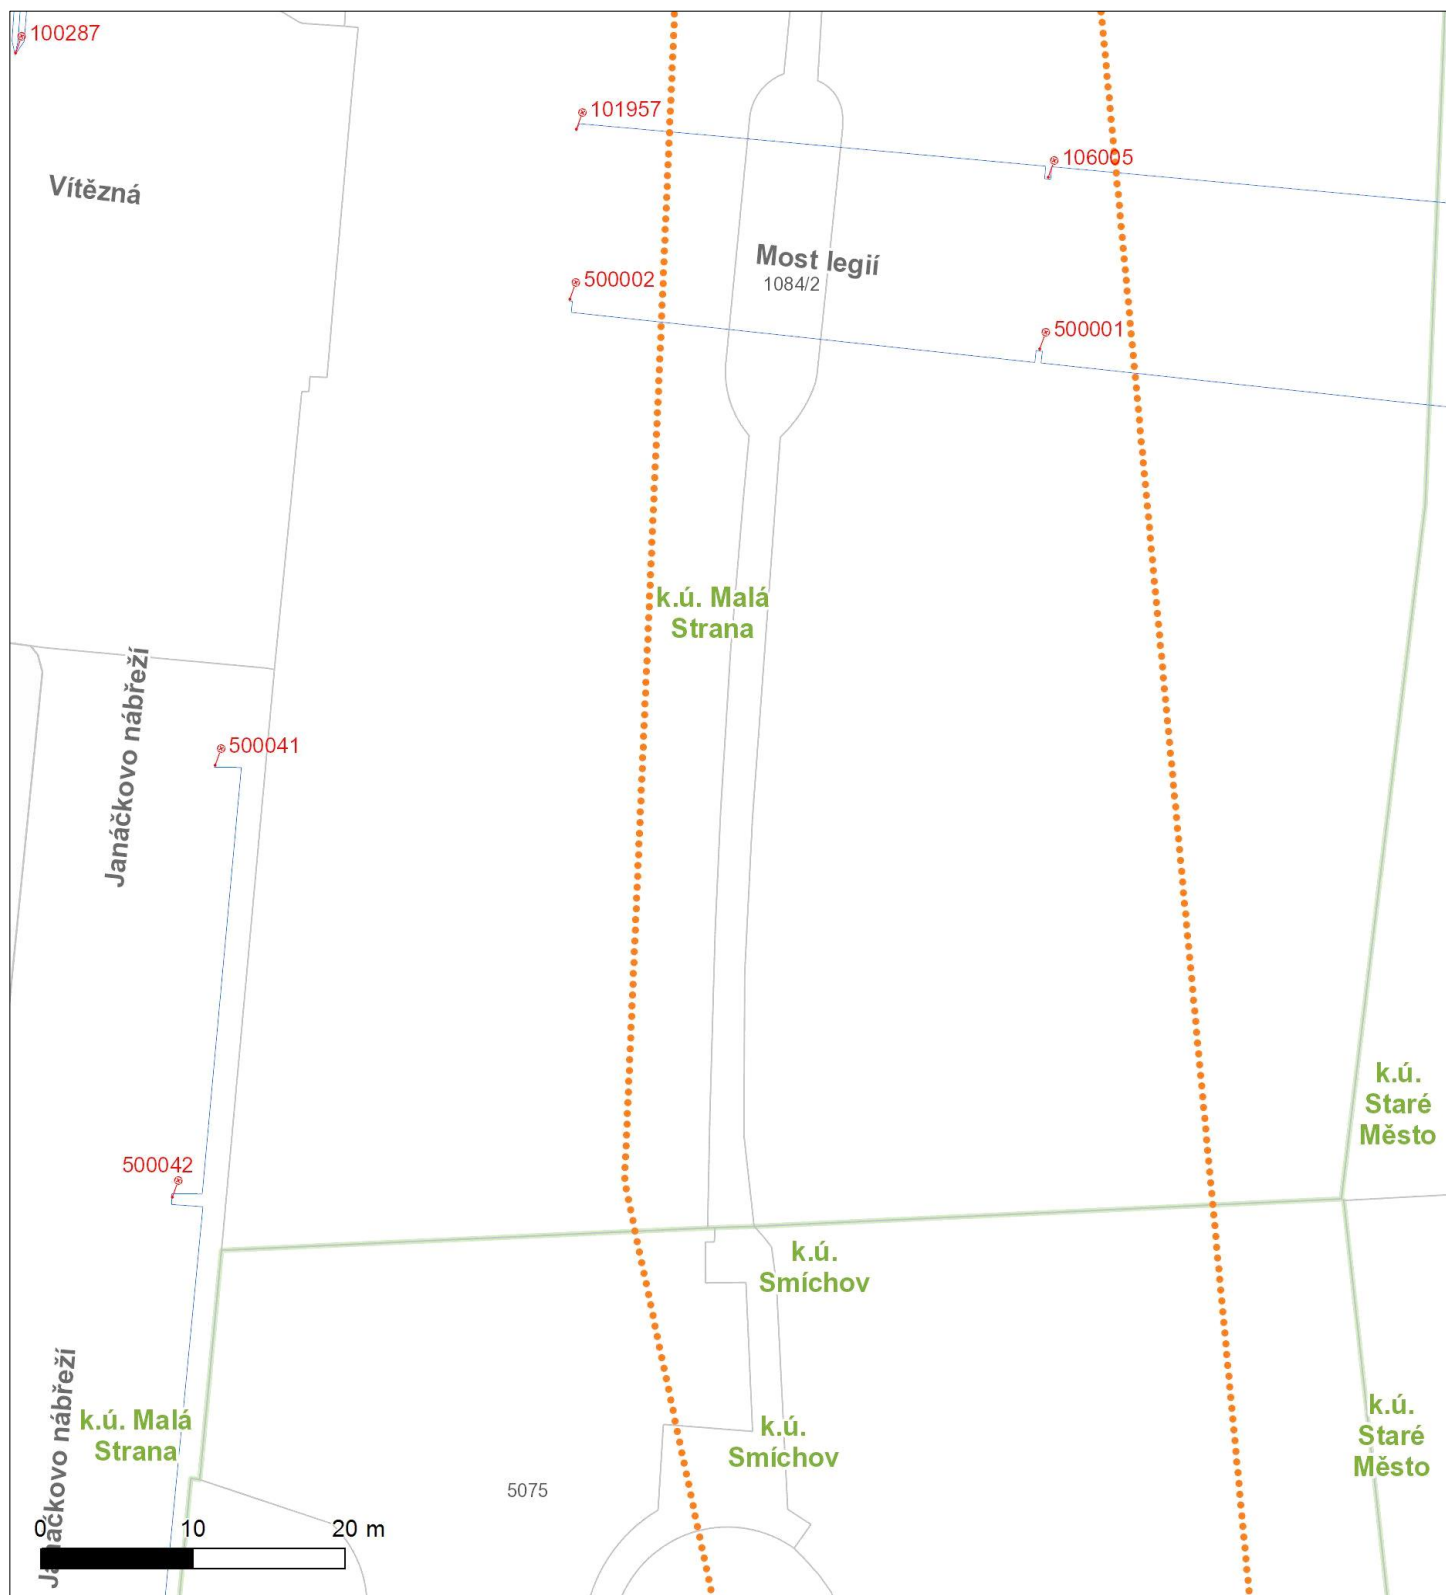 100287
101957
106005
Vítězná
Most legií
1084/2
500002
500001
k.ú. Malá
Strana
Janáčkovo nábřeží
500041
k.ú.
Staré
Město
500042
k.ú.
Smíchov
Janáčkovo nábřeží
k.ú. Malá
Strana
k.ú.
Smíchov
k.ú.
Staré
Město
5075
0 10 20 m